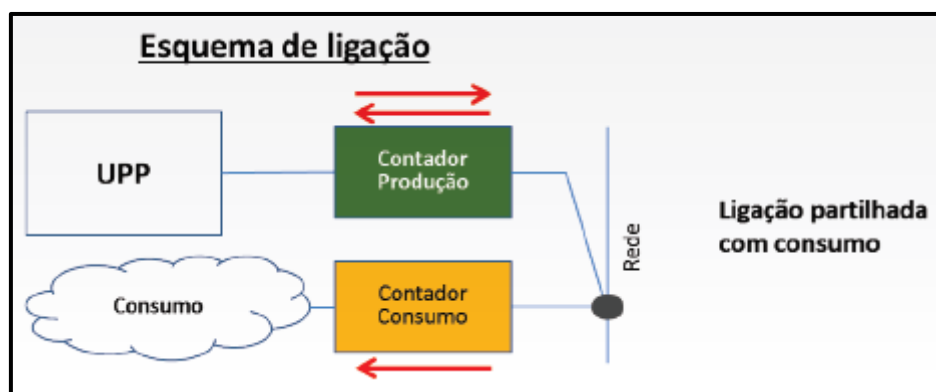 Esquema de ligação
UPP
Contador
Produção
Consumo
Contador
Consumo
Rede
Ligação partilhada
com consumo